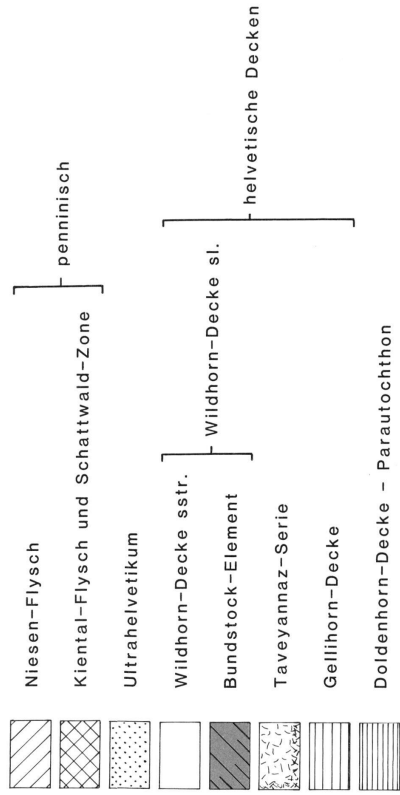 Niesen-Flysch
Kiental-Flysch und Schattwald-Zone
penninisch
Ultrahelvetikum
Wildhorn-Decke sstr.
Bundstock-Element
Wildhorn-Decke sl.
Taveyannaz-Serie
Gellihorn-Decke
helvetische Decken
Doldenhorn-Decke - Parautochthon